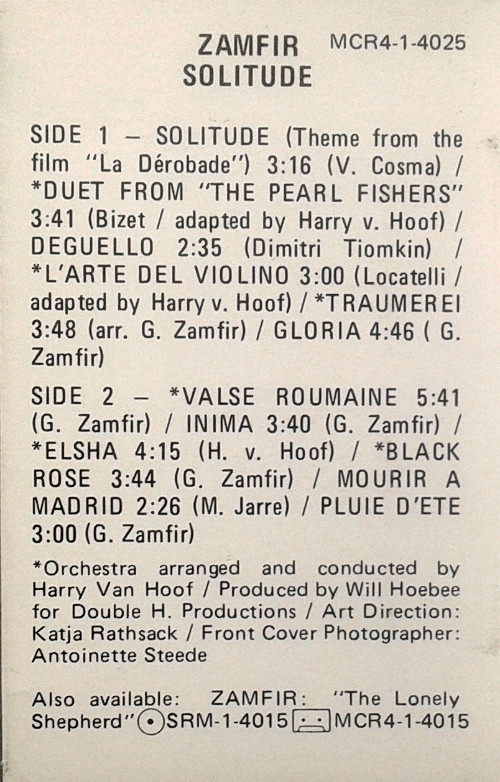 ZAMFIR MCR4-1-4025
SOLITUDE
SIDE 1 – SOLITUDE (Theme from the
film "La Dérobade") 3:16 (V. Cosma) /
*DUET FROM "THE PEARL FISHERS"
3:41 (Bizet / adapted by Harry v. Hoof) /
DEGUELLO 2:35 (Dimitri Tiomkin) /
*L'ARTE DEL VIOLINO 3:00 (Locatelli /
adapted by Harry v. Hoof) / *TRAUMEREI
3:48 (arr. G. Zamfir) / GLORIA 4:46 ( G.
Zamfir)
SIDE 2 – *VALSE ROUMAINE 5:41
(G. Zamfir) / INIMA 3:40 (G. Zamfir) /
*ELSHA 4:15 (H. v. Hoof) / *BLACK
ROSE 3:44 (G. Zamfir) / MOURIR A
MADRID 2:26 (M. Jarre) / PLUIE D'ETE
3:00 (G. Zamfir)
*Orchestra arranged and conducted by
Harry Van Hoof / Produced by Will Hoebee
for Double H. Productions / Art Direction:
Katja Rathsack / Front Cover Photographer:
Antoinette Steede
Also available: ZAMFIR: "The Lonely
Shepherd" SRM-1-4015 MCR4-1-4015